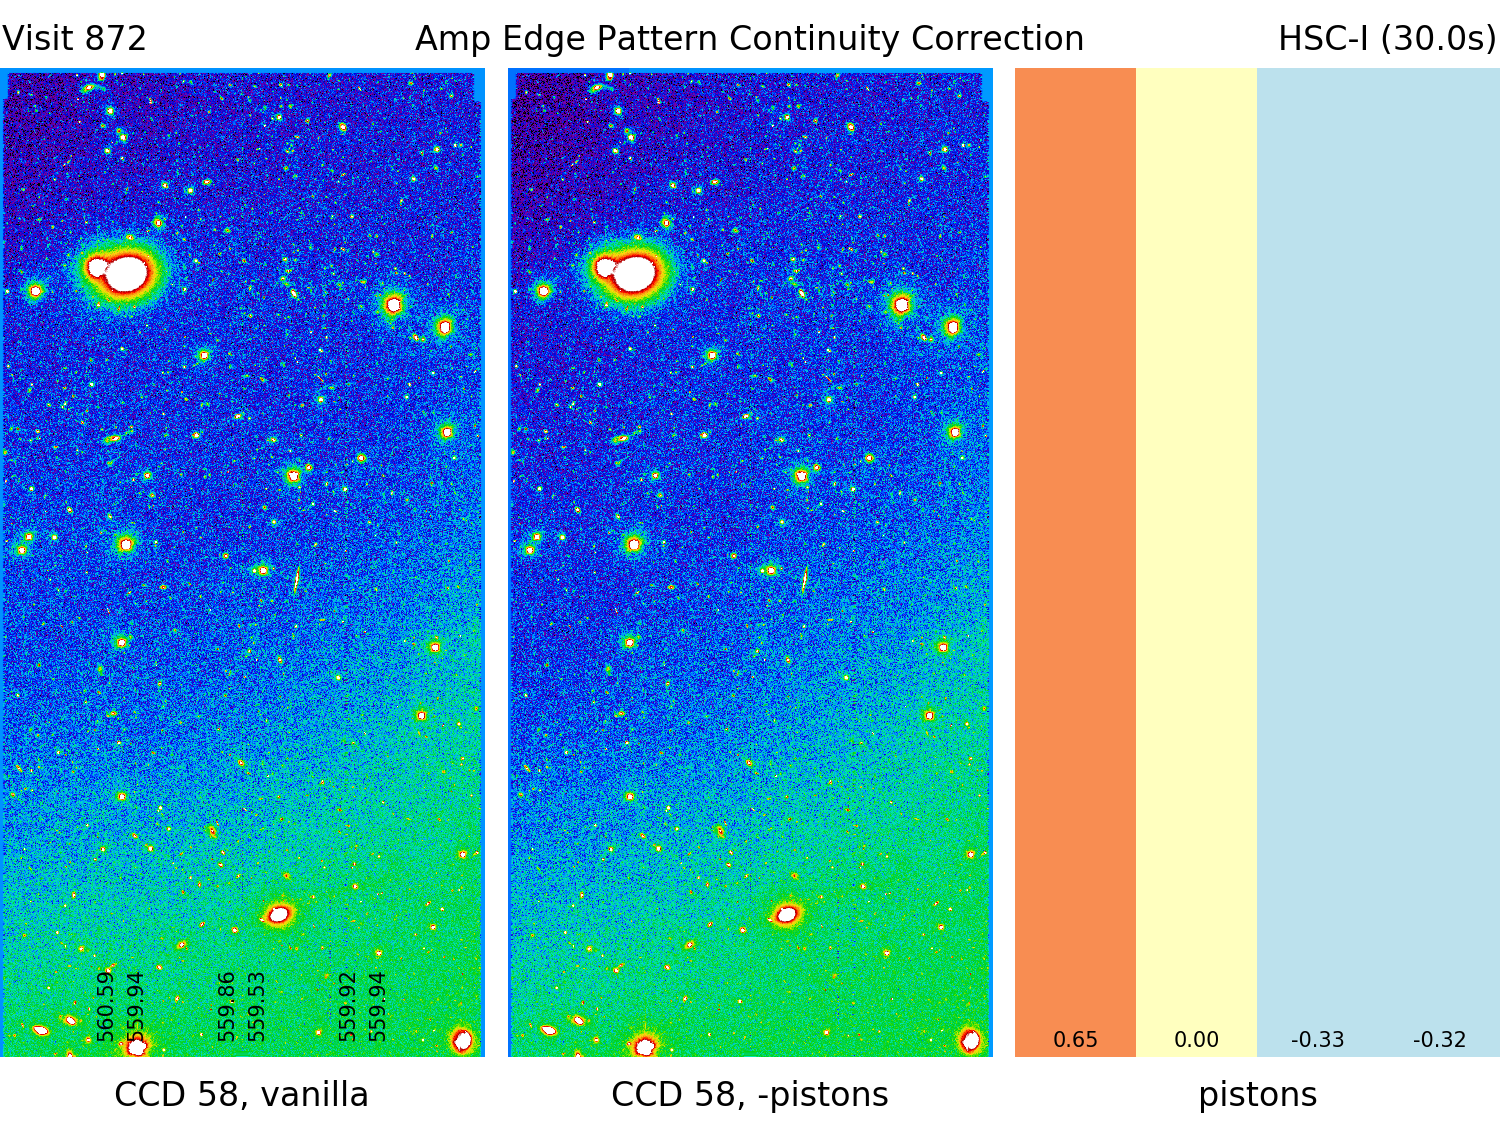 Visit 872
Amp Edge Pattern Continuity Correction
HSC-I (30.0s)
560.59
559.94
559.86
559.53
559.92
559.94
0.65
0.00
-0.33
-0.32
CCD 58, vanilla
CCD 58, -pistons
pistons